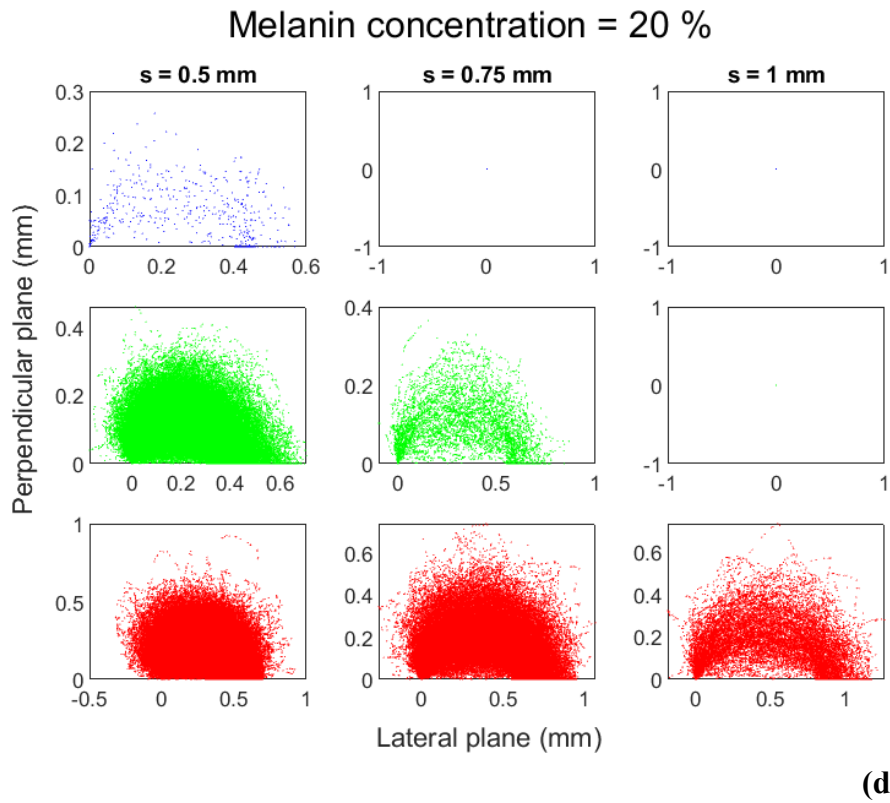 Melanin concentration = 20 %
s = 0.5 mm
s = 0.75 mm
s = 1 mm
0.3
0.2
0.1
0
0 0.2 0.4 0.6
1
0
-1
-1 0 1
1
0
-1
-1 0 1
0.4
0.2
0
0 0.2 0.4 0.6
0.4
0.2
0
0 0.5 1
1
0
-1
-1 0 1
1
0.5
0
-0.5 0 0.5 1
0.6
0.4
0.2
0
0 0.5 1
0.6
0.4
0.2
0
0 0.5 1
Perpendicular plane (mm)
Lateral plane (mm)
(d